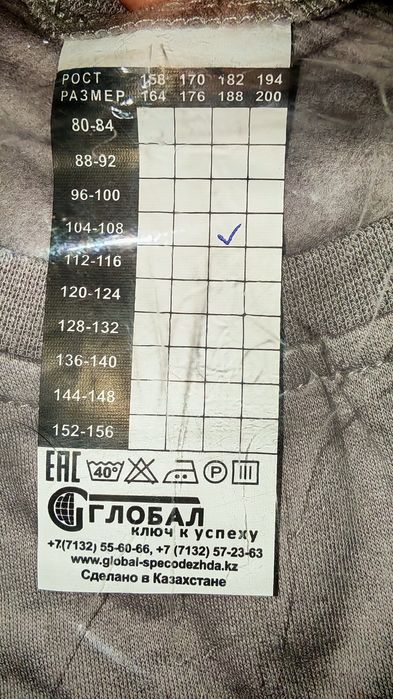 РОСТ 158 170 182 194
РАЗМЕР 164 176 188 200
80-84
88-92
96-100
104-108
112-116
120-124
128-132
136-140
144-148
152-156
ЕАС 40° P
ГЛОБАЛ
ключ к успеху
+7(7132) 55-60-66, +7 (7132) 57-23-63
www.global-specodezhda.kz
Сделано в Казахстане